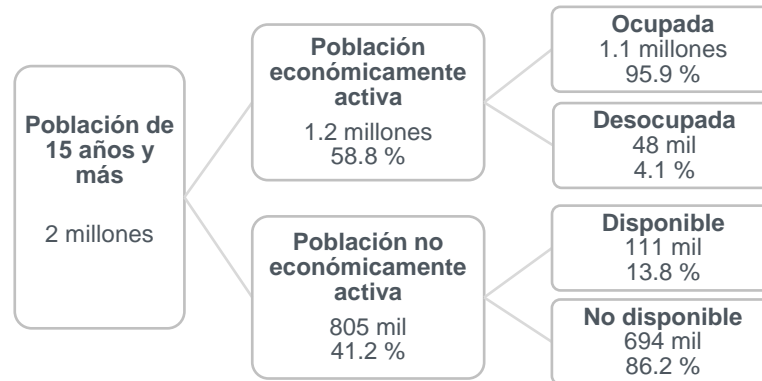 Población de
15 años y
más
2 millones
Población
económicamente
activa
1.2 millones
58.8 %
Población no
económicamente
activa
805 mil
41.2 %
Ocupada
1.1 millones
95.9 %
Desocupada
48 mil
4.1 %
Disponible
111 mil
13.8 %
No disponible
694 mil
86.2 %